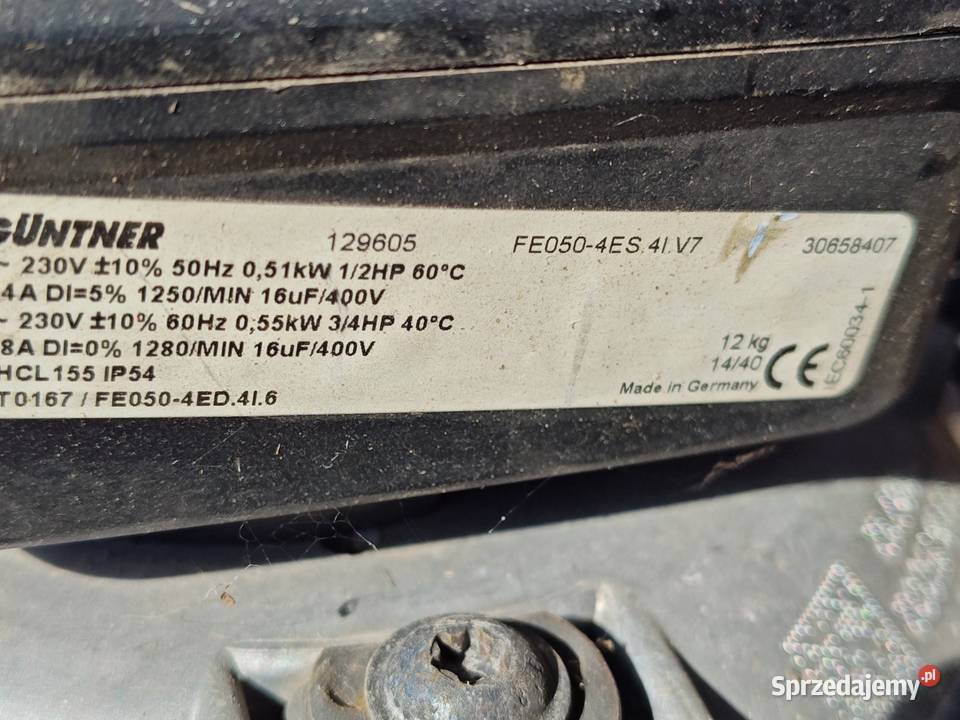 GÜNTNER 129605 FE050-4ES.4I.V7 30658407
~ 230V ±10% 50Hz 0,51kW 1/2HP 60°C
4A DI=5% 1250/MIN 16uF/400V
~ 230V ±10% 60Hz 0,55kW 3/4HP 40°C
8A DI=0% 1280/MIN 16uF/400V
HCL155 IP54
T0167 / FE050-4ED.4I.6
12 kg
14/40
Made in Germany
CE
EC60034-1
Sprzedajemy.pl